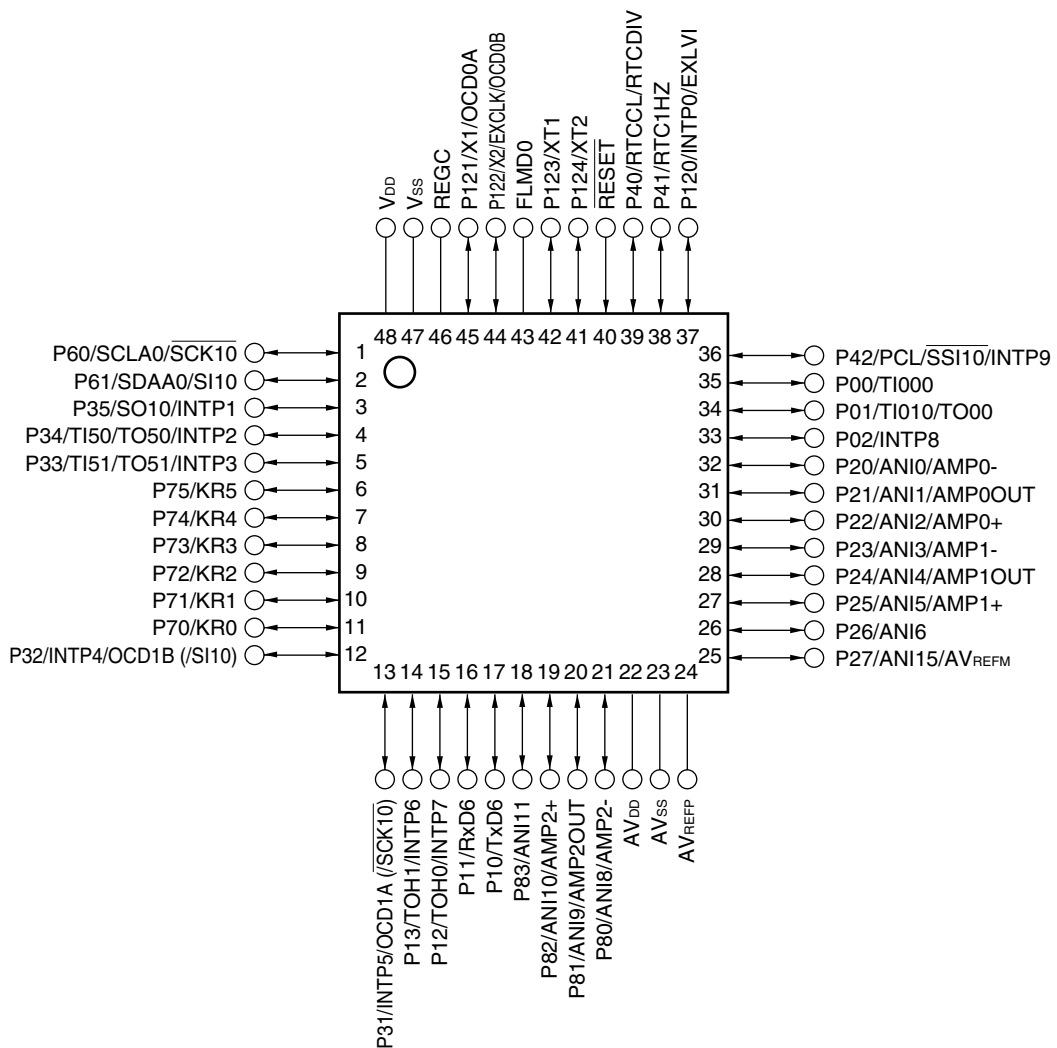 VDD
VSS
REGC
P121/X1/OCD0A
P122/X2/EXCLK/OCD0B
FLMD0
P123/XT1
P124/XT2
RESET
P40/RTCCL/RTCDIV
P41/RTC1HZ
P120/INTP0/EXLVI
48 47 46 45 44 43 42 41 40 39 38 37
P60/SCLA0/SCK10 1
P61/SDAA0/SI10 2
P35/SO10/INTP1 3
P34/TI50/TO50/INTP2 4
P33/TI51/TO51/INTP3 5
P75/KR5 6
P74/KR4 7
P73/KR3 8
P72/KR2 9
P71/KR1 10
P70/KR0 11
P32/INTP4/OCD1B (/SI10) 12
36 P42/PCL/SSI10/INTP9
35 P00/TI000
34 P01/TI010/TO00
33 P02/INTP8
32 P20/ANI0/AMP0-
31 P21/ANI1/AMP0OUT
30 P22/ANI2/AMP0+
29 P23/ANI3/AMP1-
28 P24/ANI4/AMP1OUT
27 P25/ANI5/AMP1+
26 P26/ANI6
25 P27/ANI15/AVREFM
13 14 15 16 17 18 19 20 21 22 23 24
P31/INTP5/OCD1A (/SCK10)
P13/TOH1/INTP6
P12/TOH0/INTP7
P11/RxD6
P10/TxD6
P83/ANI11
P82/ANI10/AMP2+
P81/ANI9/AMP2OUT
P80/ANI8/AMP2-
AVDD
AVSS
AVREFP